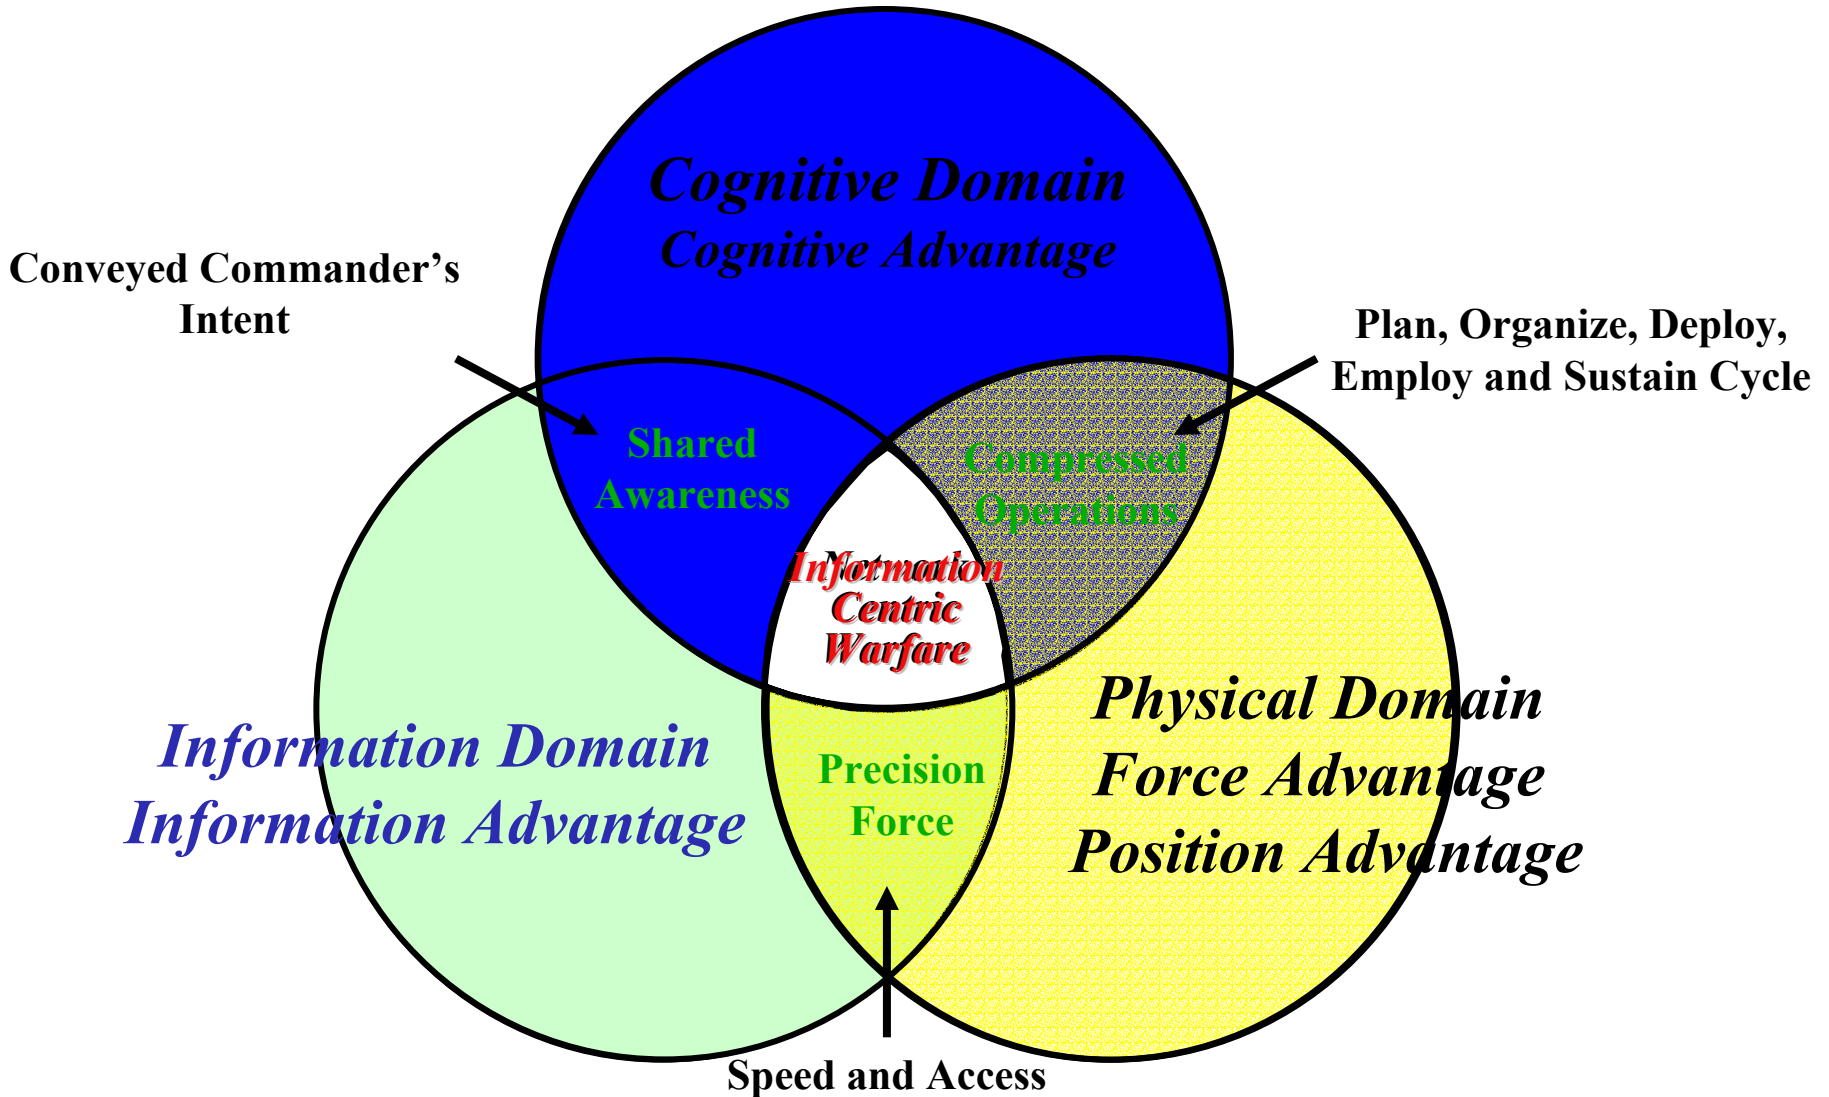 Cognitive Domain
Cognitive Advantage
Conveyed Commander’s
Intent
Plan, Organize, Deploy,
Employ and Sustain Cycle
Shared
Awareness
Compressed
Operations
Information
Centric
Warfare
Information Domain
Information Advantage
Physical Domain
Force Advantage
Position Advantage
Precision
Force
Speed and Access